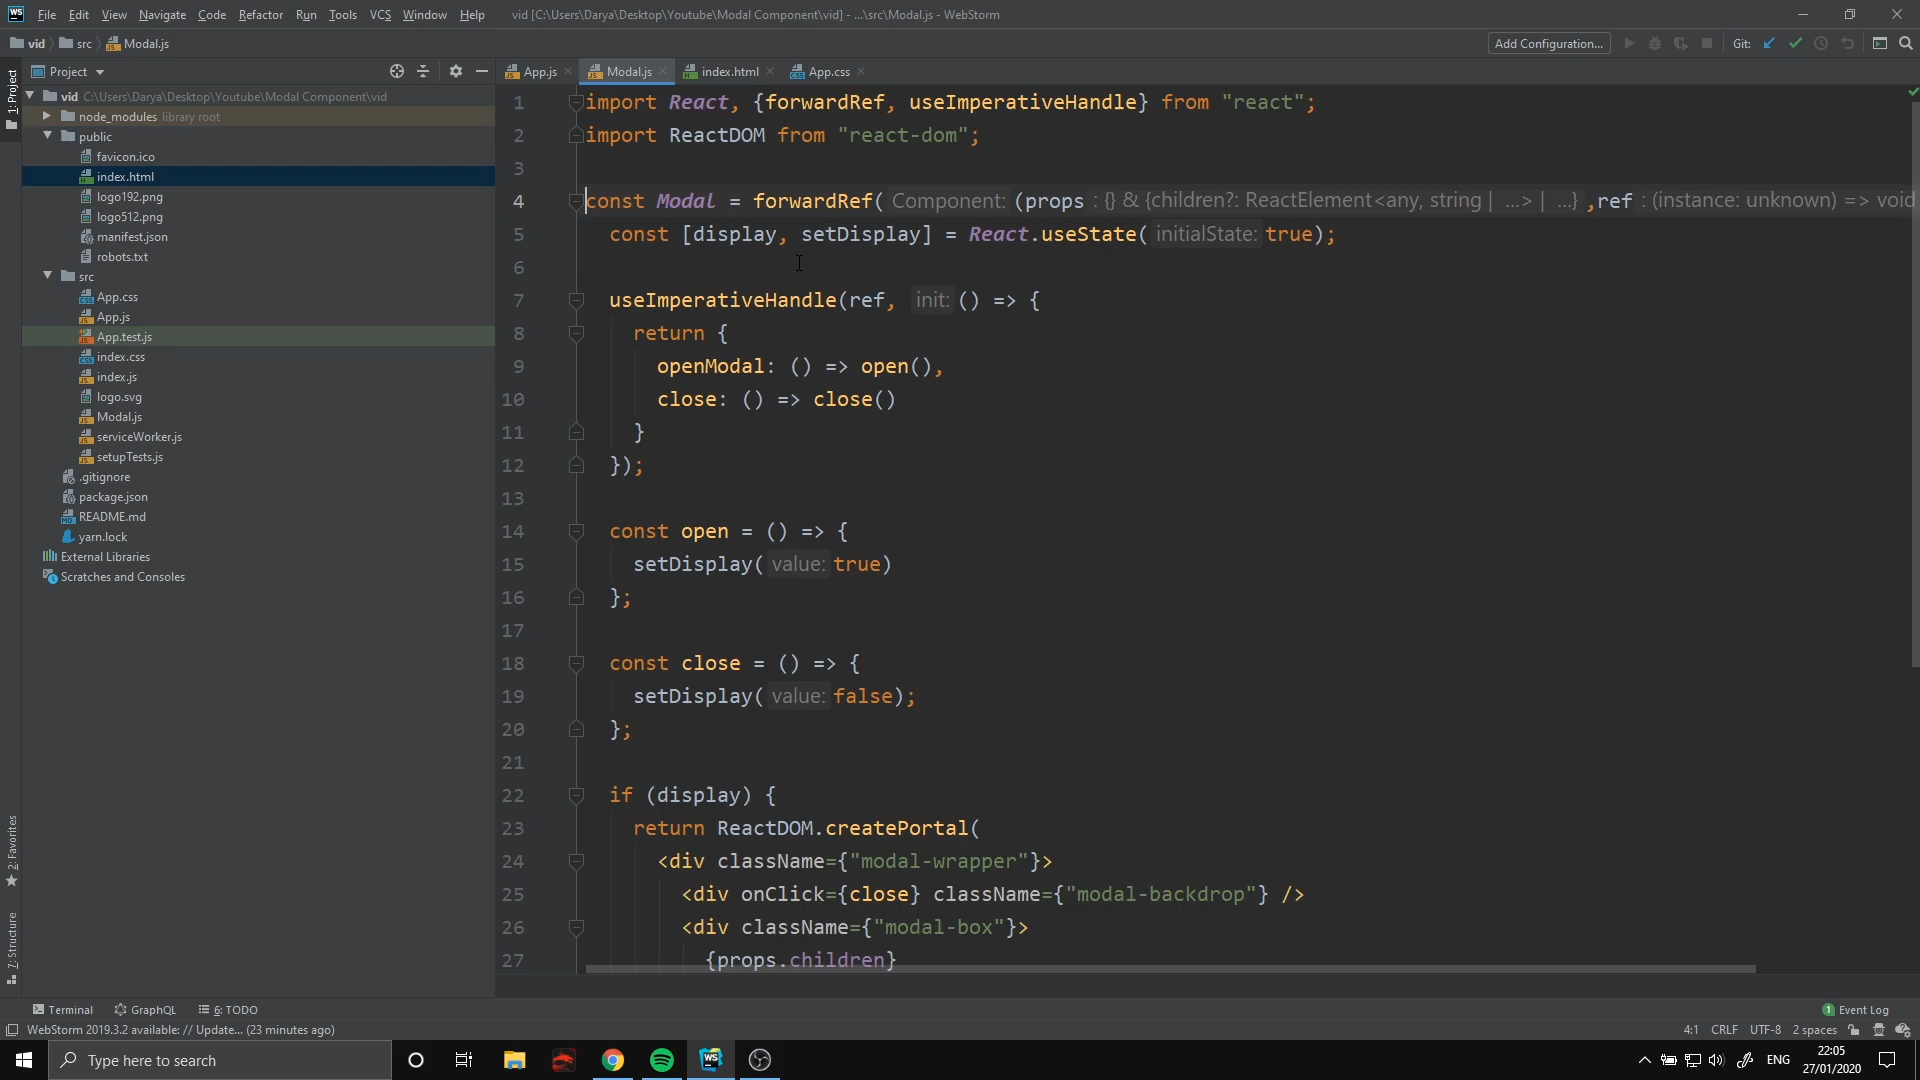 WS File Edit View Navigate Code Refactor Run Tools VCS Window Help vid [C:\Users\Darya\Desktop\Youtube\Modal Component\vid] - ...\src\Modal.js - WebStorm
vid src Modal.js Add Configuration... Git:
1: Project
Project
App.js Modal.js index.html App.css
vid C:\Users\Darya\Desktop\Youtube\Modal Component\vid
node_modules library root
public
favicon.ico
index.html
logo192.png
logo512.png
manifest.json
robots.txt
src
App.css
App.js
App.test.js
index.css
index.js
logo.svg
Modal.js
serviceWorker.js
setupTests.js
.gitignore
package.json
README.md
yarn.lock
External Libraries
Scratches and Consoles
2: Favorites
7: Structure
1 import React, {forwardRef, useImperativeHandle} from "react";
2 import ReactDOM from "react-dom";
3
4 const Modal = forwardRef( Component: (props : {} & {children?: ReactElement<any, string | ...> | ...} ,ref : (instance: unknown) => void
5 const [display, setDisplay] = React.useState( initialState: true);
6
7 useImperativeHandle(ref, init: () => {
8 return {
9 openModal: () => open(),
10 close: () => close()
11 }
12 });
13
14 const open = () => {
15 setDisplay( value: true)
16 };
17
18 const close = () => {
19 setDisplay( value: false);
20 };
21
22 if (display) {
23 return ReactDOM.createPortal(
24 <div className={"modal-wrapper"}>
25 <div onClick={close} className={"modal-backdrop"} />
26 <div className={"modal-box"}>
27 {props.children}
Terminal GraphQL 6: TODO 1 Event Log
WebStorm 2019.3.2 available: // Update... (23 minutes ago) 4:1 CRLF UTF-8 2 spaces
Type here to search WS ENG 22:05
27/01/2020